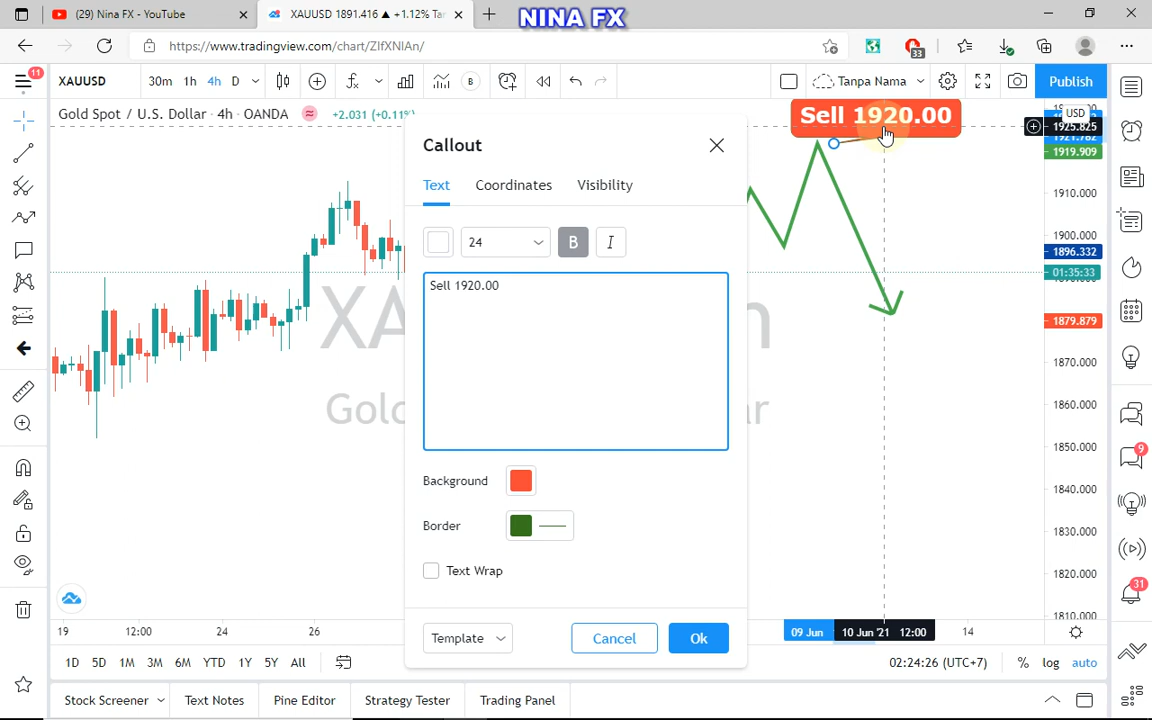 (29) Nina FX - YouTube
XAUUSD 1891.416 ▲ +1.12% Ta
NINA FX
https://www.tradingview.com/chart/ZIfXNIAn/
33
11
XAUUSD
30m 1h 4h D
B
Tanpa Nama
Publish
Gold Spot / U.S. Dollar · 4h · OANDA
+2.031 (+0.11%)
Sell 1920.00
USD
1925.825
1919.909
1910.000
1900.000
1896.332
01:35:33
1879.879
1870.000
1860.000
1850.000
1840.000
1830.000
1820.000
1810.000
Callout
Text Coordinates Visibility
24 B I
Sell 1920.00
Background
Border
Text Wrap
Template Cancel Ok
9
31
19 12:00 24 26 09 Jun 10 Jun '21 12:00 14
1D 5D 1M 3M 6M YTD 1Y 5Y All
02:24:26 (UTC+7) % log auto
Stock Screener Text Notes Pine Editor Strategy Tester Trading Panel